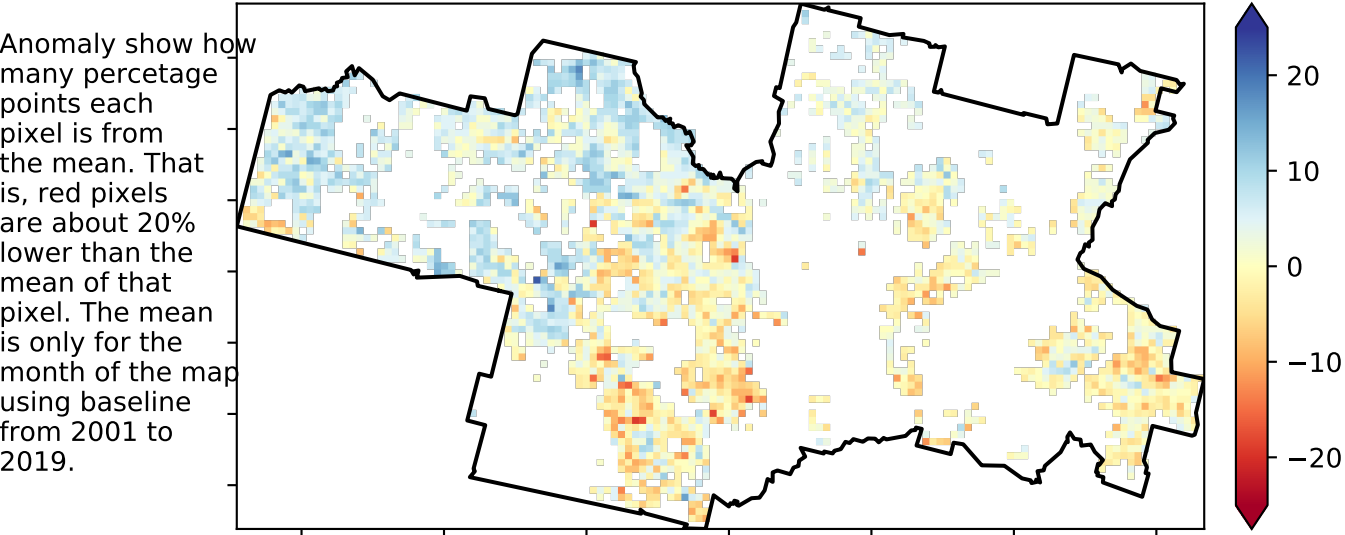 Anomaly show how
many percetage
points each
pixel is from
the mean. That
is, red pixels
are about 20%
lower than the
mean of that
pixel. The mean
is only for the
month of the map
using baseline
from 2001 to
2019.
20
10
0
−10
−20